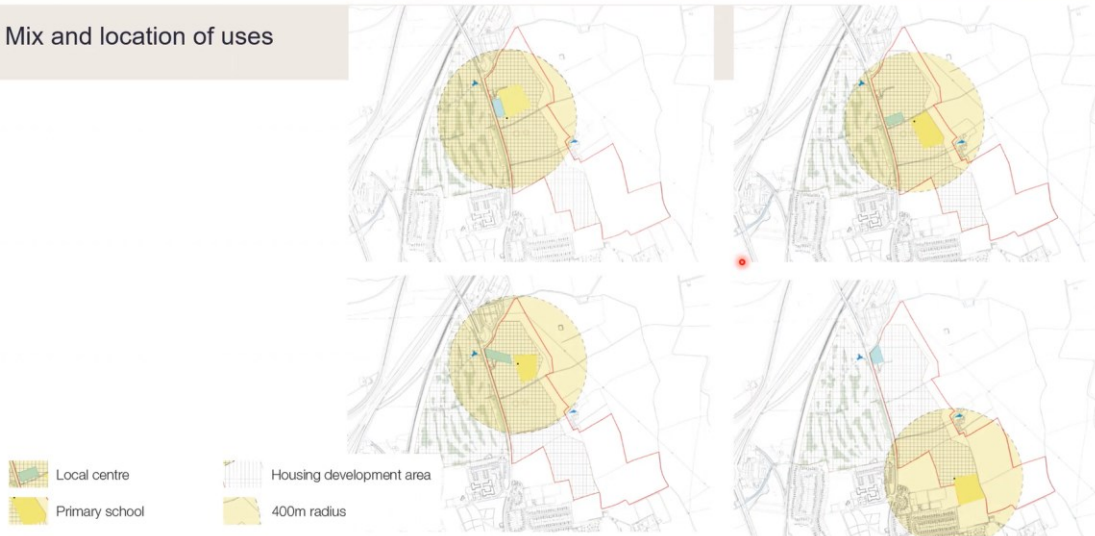 Mix and location of uses
Local centre
Housing development area
Primary school
400m radius